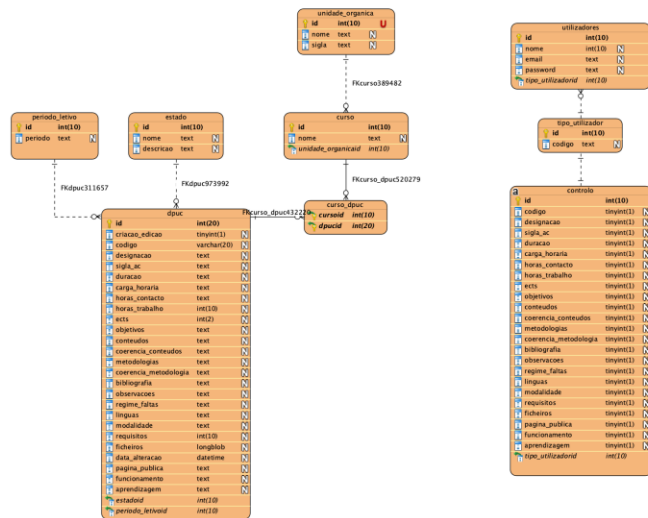 unidade_organica
id int(10) U
nome text N
sigla text N
FKcurso389482
periodo_letivo
id int(10)
periodo text N
estado
id int(10)
nome text N
descricao text N
curso
id int(10)
nome text N
unidade_organicaid int(10)
FKdpuc311657
FKdpuc973992
FKcurso_dpuc520279
FKcurso_dpuc432220
curso_dpuc
cursoid int(10)
dpucid int(20)
dpuc
id int(20)
criacao_edicao tinyint(1) N
codigo varchar(20) N
designacao text N
sigla_ac text N
duracao text N
carga_horaria text N
horas_contacto text N
horas_trabalho int(10) N
ects int(2) N
objetivos text N
conteudos text N
coerencia_conteudos text N
metodologias text N
coerencia_metodologia text N
bibliografia text N
observacoes text N
regime_faltas text N
linguas text N
modalidade text N
requisitos int(10) N
ficheiros longblob N
data_alteracao datetime N
pagina_publica text N
funcionamento text N
aprendizagem text N
estadoid int(10)
periodo_letivoid int(10)
utilizadores
id int(10)
nome int(10) N
email text N
password text N
tipo_utilizadorid int(10)
tipo_utilizador
id int(10)
codigo text N
a controlo
id int(10)
codigo tinyint(1) N
designacao tinyint(1) N
sigla_ac tinyint(1) N
duracao tinyint(1) N
carga_horaria tinyint(1) N
horas_contacto tinyint(1) N
horas_trabalho tinyint(1) N
ects tinyint(1) N
objetivos tinyint(1) N
conteudos tinyint(1) N
coerencia_conteudos tinyint(1) N
metodologias tinyint(1) N
coerencia_metodologia tinyint(1) N
bibliografia tinyint(1) N
observacoes tinyint(1) N
regime_faltas tinyint(1) N
linguas tinyint(1) N
modalidade tinyint(1) N
requisitos tinyint(1) N
ficheiros tinyint(1) N
pagina_publica tinyint(1) N
funcionamento tinyint(1) N
aprendizagem tinyint(1) N
tipo_utilizadorid int(10)